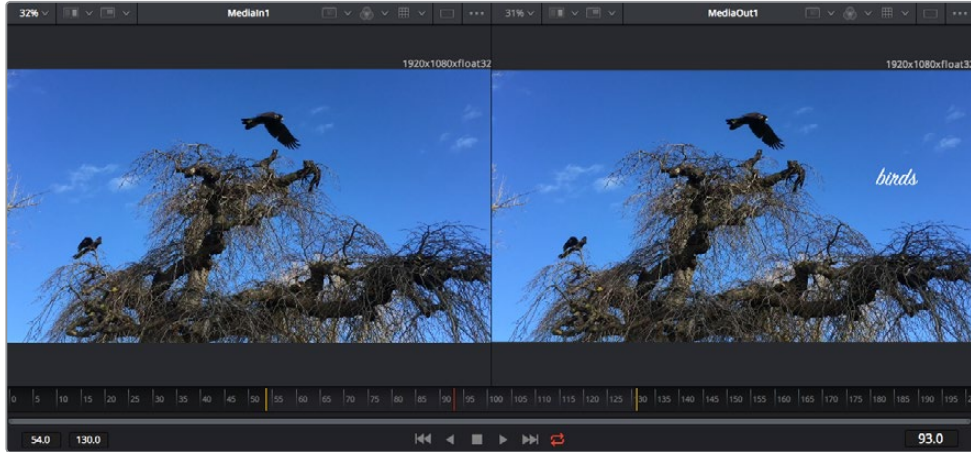 32% MediaIn1 31% MediaOut1
1920x1080xfloat32 1920x1080xfloat32
birds
0 5 10 15 20 25 30 35 40 45 50 55 60 65 70 75 80 85 90 95 100 105 110 115 120 125 130 135 140 145 150 155 160 165 170 175 180 185 190 195
54.0 130.0 93.0